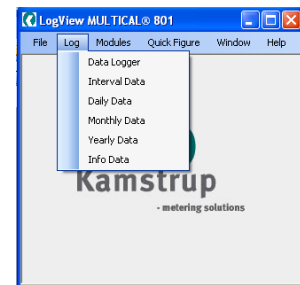 LogView MULTICAL® 801
File Log Modules Quick Figure Window Help
Data Logger
Interval Data
Daily Data
Monthly Data
Yearly Data
Info Data
Kamstrup
- metering solutions